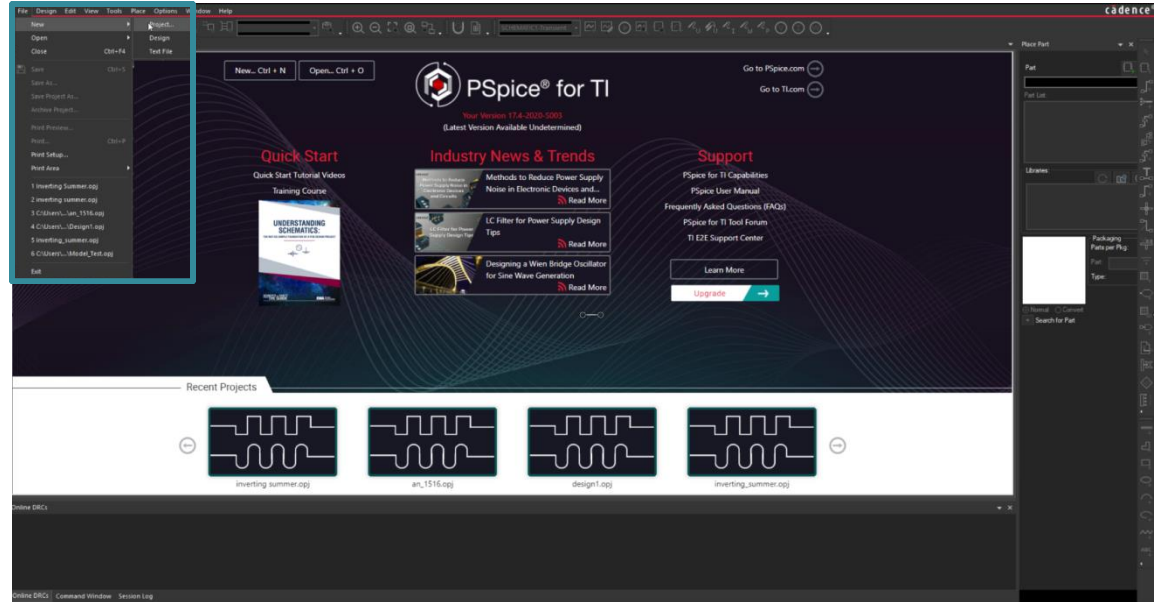 File Design Edit View Tools Place Options Window Help
cadence
New Project...
Open Design
Close Ctrl+F4 Text File
Save Ctrl+S
Save As...
Save Project As...
Archive Project...
Print Preview...
Print... Ctrl+P
Print Setup...
Print Area
1 Inverting Summer.opj
2 inverting summer.opj
3 C:\Users\...\an_1516.opj
4 C:\Users\...\Design1.opj
5 inverting_summer.opj
6 C:\Users\...\Model_Test.opj
Exit
SCHEMATIC1-Transient
New... Ctrl + N Open... Ctrl + O
PSpice® for TI
Your Version 17.4-2020-S003
(Latest Version Available Undetermined)
Go to PSpice.com
Go to TI.com
Quick Start
Quick Start Tutorial Videos
Training Course
UNDERSTANDING
SCHEMATICS:
Industry News & Trends
Methods to Reduce Power Supply
Noise in Electronic Devices and...
Read More
LC Filter for Power Supply Design
Tips
Read More
Designing a Wien Bridge Oscillator
for Sine Wave Generation
Read More
Support
PSpice for TI Capabilities
PSpice User Manual
Frequently Asked Questions (FAQs)
PSpice for TI Tool Forum
TI E2E Support Center
Learn More
Upgrade
Recent Projects
inverting summer.opj an_1516.opj design1.opj inverting_summer.opj
Place Part
Part
Part List:
Libraries:
Packaging
Parts per Pkg:
Part:
Type:
Normal Convert
Search for Part
Online DRCs
Online DRCs Command Window Session Log